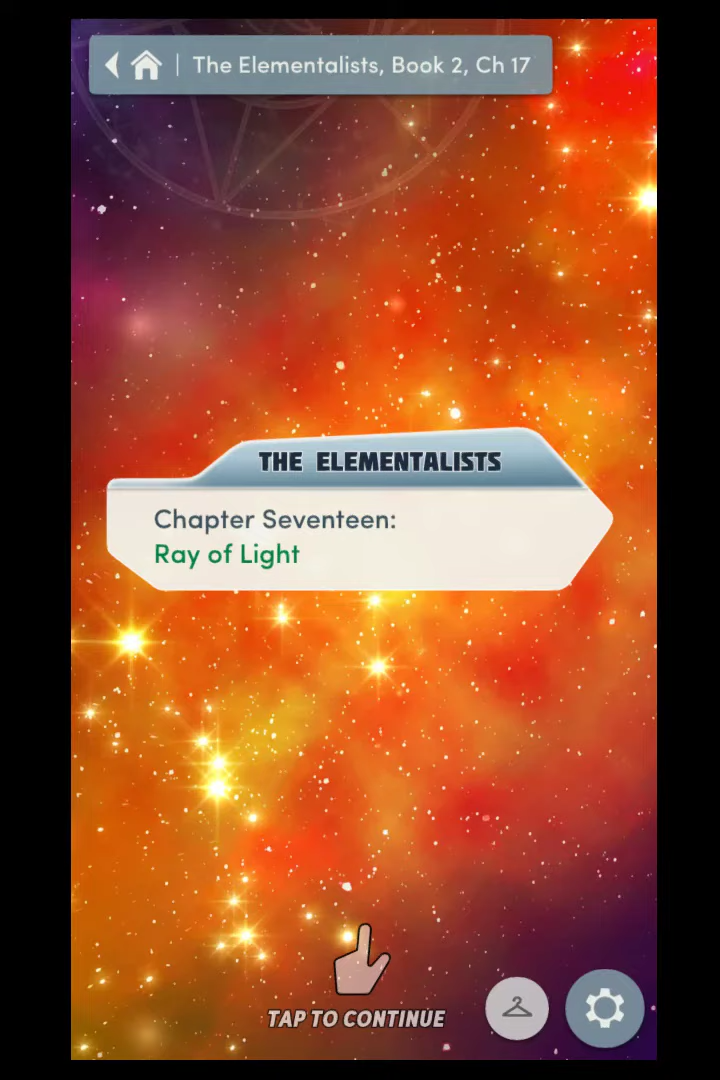 The Elementalists, Book 2, Ch 17
THE ELEMENTALISTS
Chapter Seventeen:
Ray of Light
TAP TO CONTINUE